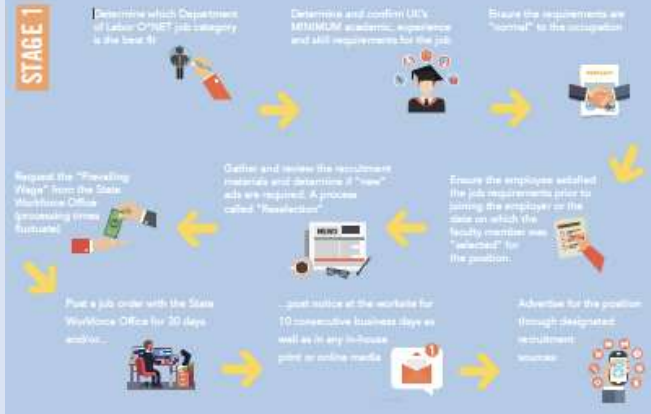 STAGE 1
Determine which Department
of Labor O*NET job category
is the best fit
Determine and confirm UK's
MINIMUM academic, experience
and skill requirements for the job
Ensure the requirements are
"normal" to the occupation
Ensure the employee satisfied
the job requirements prior to
joining the employer or the
date on which the
faculty member was
"selected" for
the position.
Gather and review the recruitment
materials and determine if "new"
ads are required. A process
called "Reselection"
NEWS
Request the "Prevailing
Wage" from the State
Workforce Office
(processing times
fluctuate)
Post a job order with the State
Workforce Office for 30 days
and/or...
...post notice at the worksite for
10 consecutive business days as
well as in any in-house
print or online media
1
Advertise for the position
through designated
recruitment
sources